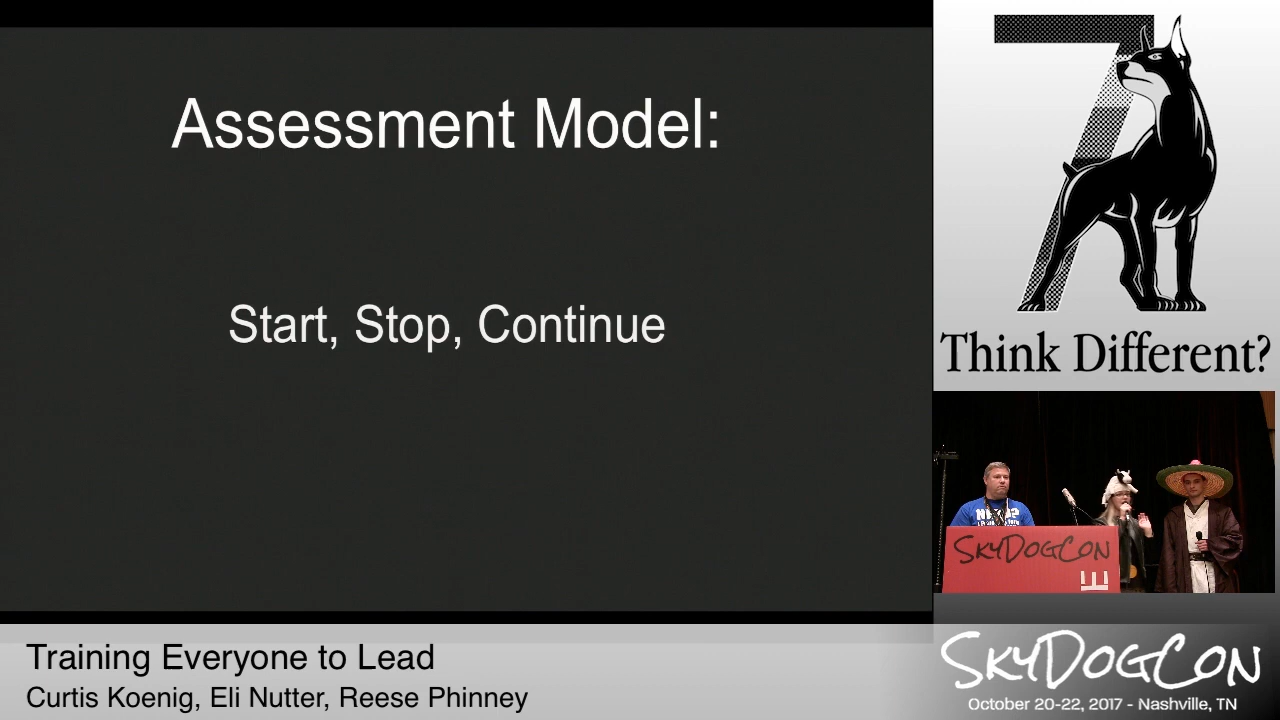 Assessment Model:
Start, Stop, Continue
7
Think Different?
SKYDOGCON
Training Everyone to Lead
Curtis Koenig, Eli Nutter, Reese Phinney
SKYDOGCON
October 20-22, 2017 - Nashville, TN